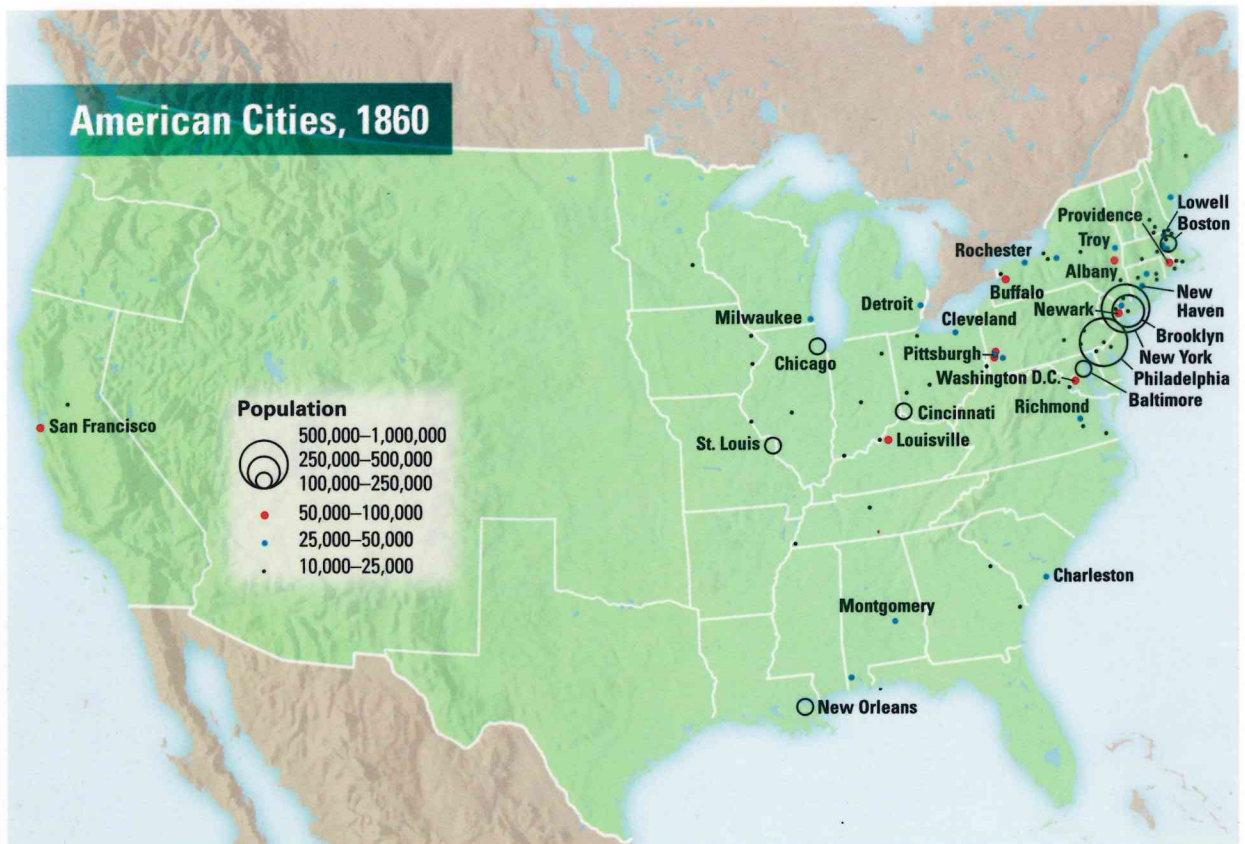 American Cities, 1860
Lowell
Providence
Boston
Rochester
Troy
Albany
Buffalo
New
Haven
Detroit
Newark
Milwaukee
Cleveland
Brooklyn
Chicago
Pittsburgh
New York
Washington D.C.
Philadelphia
Baltimore
Cincinnati
Richmond
San Francisco
St. Louis
Louisville
Population
500,000–1,000,000
250,000–500,000
100,000–250,000
50,000–100,000
25,000–50,000
10,000–25,000
Charleston
Montgomery
New Orleans